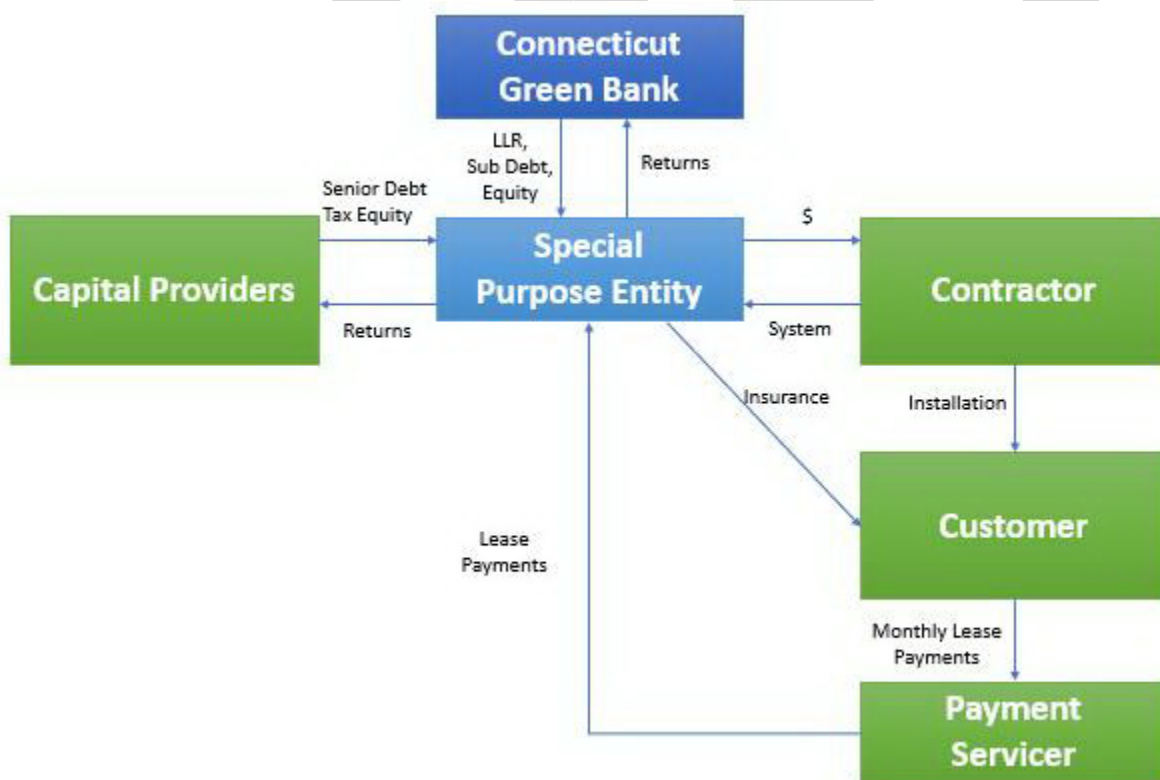 Connecticut
Green Bank
LLR,
Sub Debt,
Equity
Returns
Senior Debt
Tax Equity
$
Capital Providers
Special
Purpose Entity
Contractor
Returns
System
Insurance
Installation
Customer
Lease
Payments
Monthly Lease
Payments
Payment
Servicer